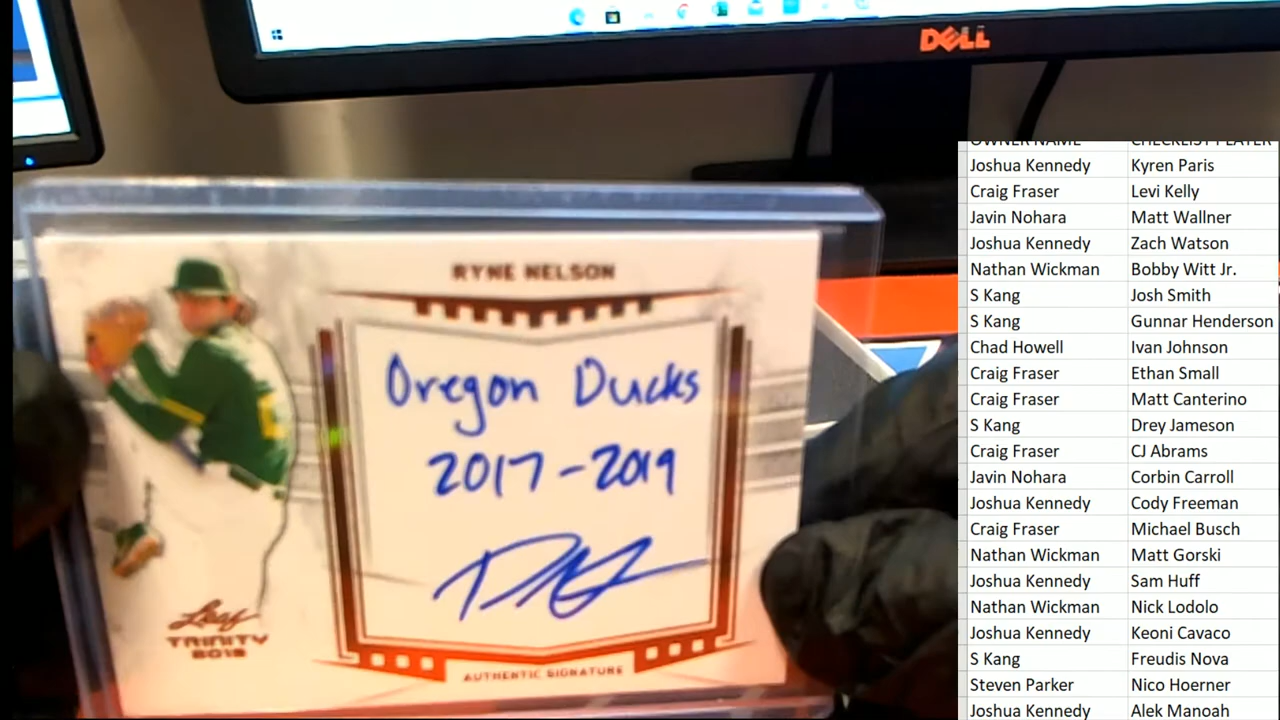 DELL
RYNE NELSON
Oregon Ducks
2017-2019
Leaf
TRINITY
2019
AUTHENTIC SIGNATURE
OWNER NAME CHECKLIST PLAYER
Joshua Kennedy Kyren Paris
Craig Fraser Levi Kelly
Javin Nohara Matt Wallner
Joshua Kennedy Zach Watson
Nathan Wickman Bobby Witt Jr.
S Kang Josh Smith
S Kang Gunnar Henderson
Chad Howell Ivan Johnson
Craig Fraser Ethan Small
Craig Fraser Matt Canterino
S Kang Drey Jameson
Craig Fraser CJ Abrams
Javin Nohara Corbin Carroll
Joshua Kennedy Cody Freeman
Craig Fraser Michael Busch
Nathan Wickman Matt Gorski
Joshua Kennedy Sam Huff
Nathan Wickman Nick Lodolo
Joshua Kennedy Keoni Cavaco
S Kang Freudis Nova
Steven Parker Nico Hoerner
Joshua Kennedy Alek Manoah